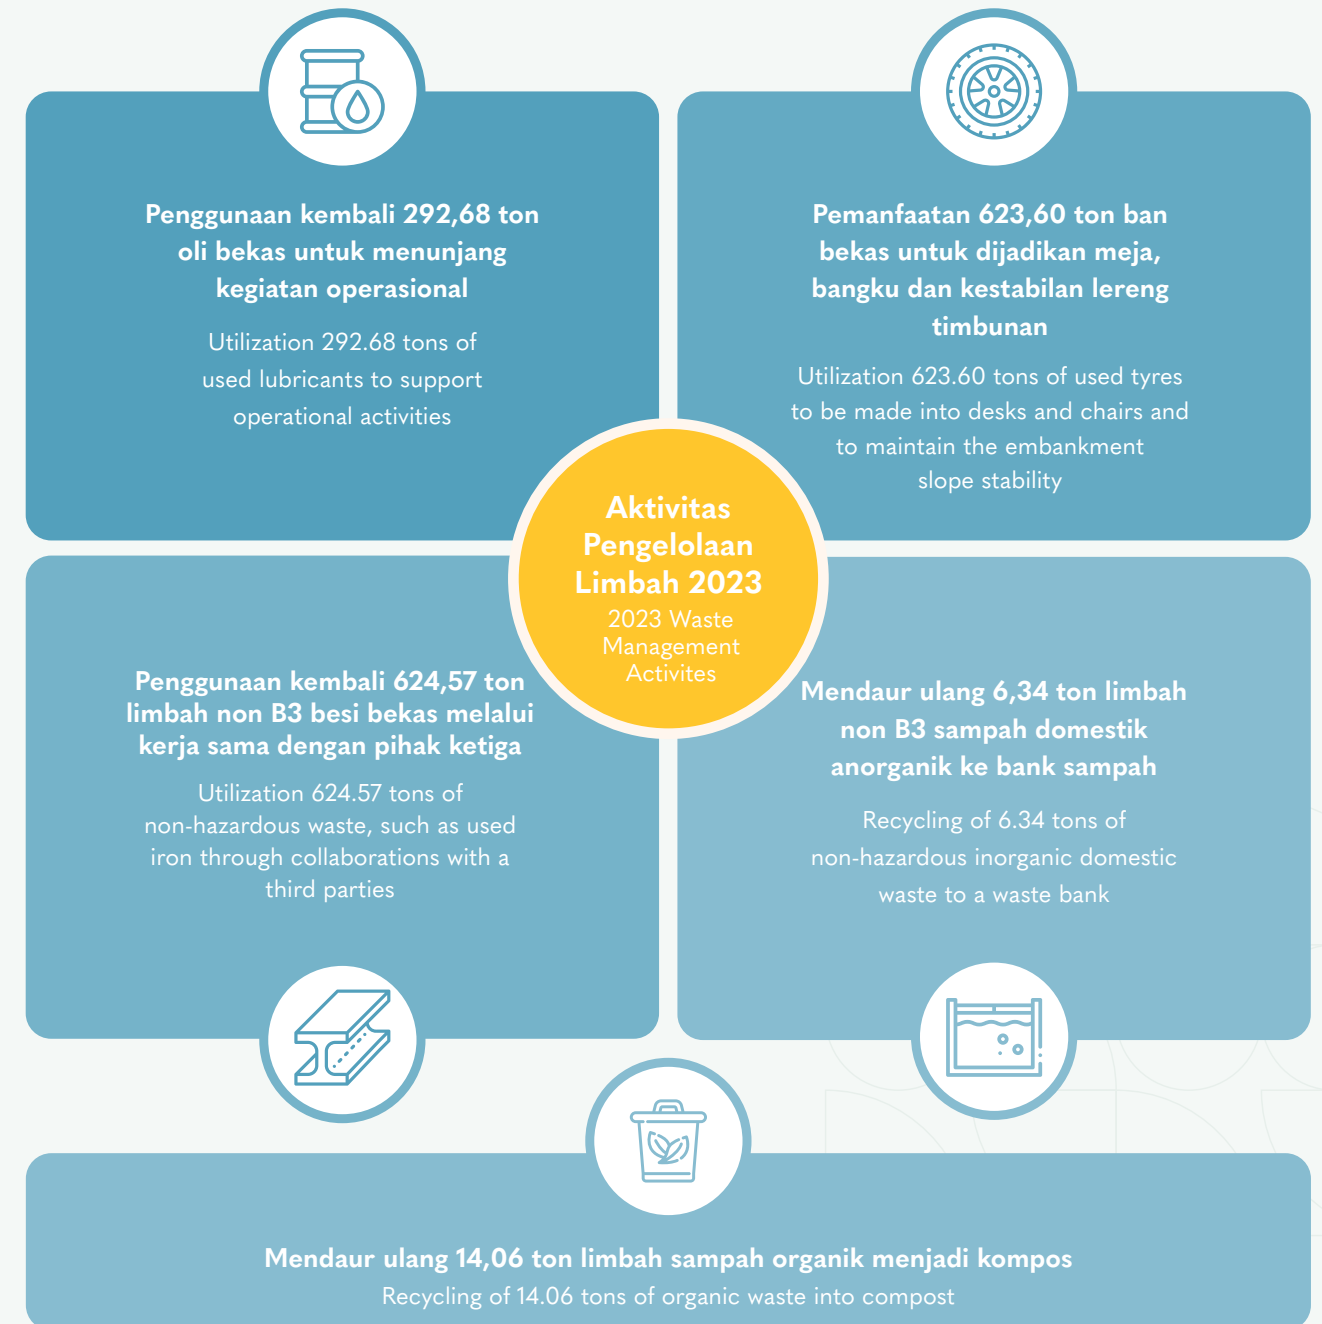 Penggunaan kembali 292,68 ton
oli bekas untuk menunjang
kegiatan operasional
Utilization 292.68 tons of
used lubricants to support
operational activities
Pemanfaatan 623,60 ton ban
bekas untuk dijadikan meja,
bangku dan kestabilan lereng
timbunan
Utilization 623.60 tons of used tyres
to be made into desks and chairs and
to maintain the embankment
slope stability
Aktivitas
Pengelolaan
Limbah 2023
2023 Waste
Management
Activites
Penggunaan kembali 624,57 ton
limbah non B3 besi bekas melalui
kerja sama dengan pihak ketiga
Utilization 624.57 tons of
non-hazardous waste, such as used
iron through collaborations with a
third parties
Mendaur ulang 6,34 ton limbah
non B3 sampah domestik
anorganik ke bank sampah
Recycling of 6.34 tons of
non-hazardous inorganic domestic
waste to a waste bank
Mendaur ulang 14,06 ton limbah sampah organik menjadi kompos
Recycling of 14.06 tons of organic waste into compost